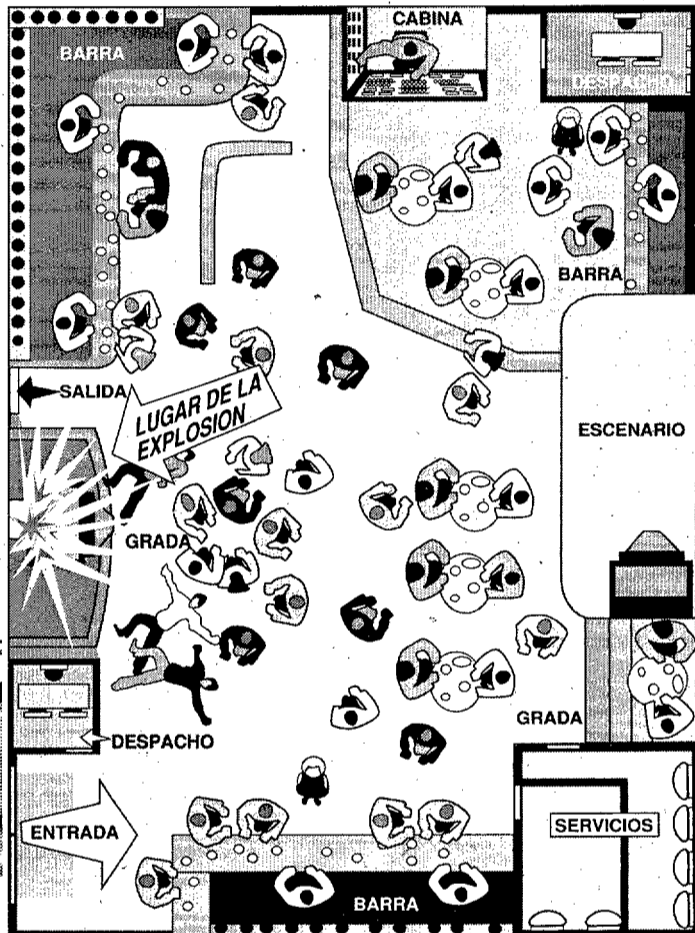 CABINA
BARRA
DESPACHO
BARRA
SALIDA
LUGAR DE LA
EXPLOSION
ESCENARIO
GRADA
GRADA
DESPACHO
ENTRADA
SERVICIOS
BARRA